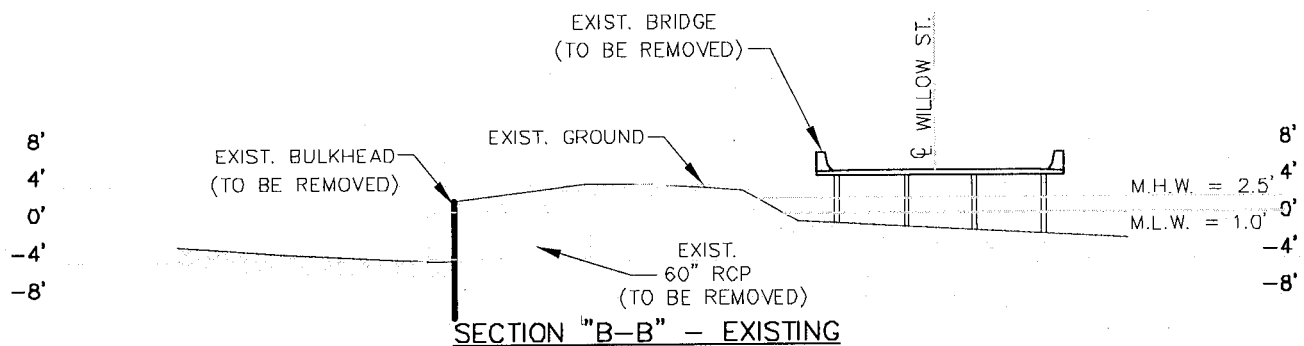 EXIST. BRIDGE
(TO BE REMOVED)
℄ WILLOW ST.
8'
4'
0'
-4'
-8'
EXIST. BULKHEAD
(TO BE REMOVED)
EXIST. GROUND
8'
4'
M.H.W. = 2.5'
0'
M.L.W. = 1.0'
-4'
-8'
EXIST.
60" RCP
(TO BE REMOVED)
SECTION "B-B" - EXISTING